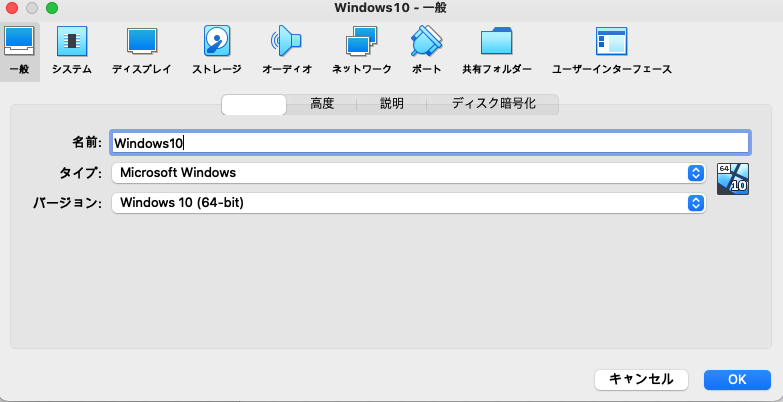 Windows10 - 一般
一般 システム ディスプレイ ストレージ オーディオ ネットワーク ポート 共有フォルダー ユーザーインターフェース
高度 説明 ディスク暗号化
名前: Windows10
タイプ: Microsoft Windows
64
10
バージョン: Windows 10 (64-bit)
キャンセル OK